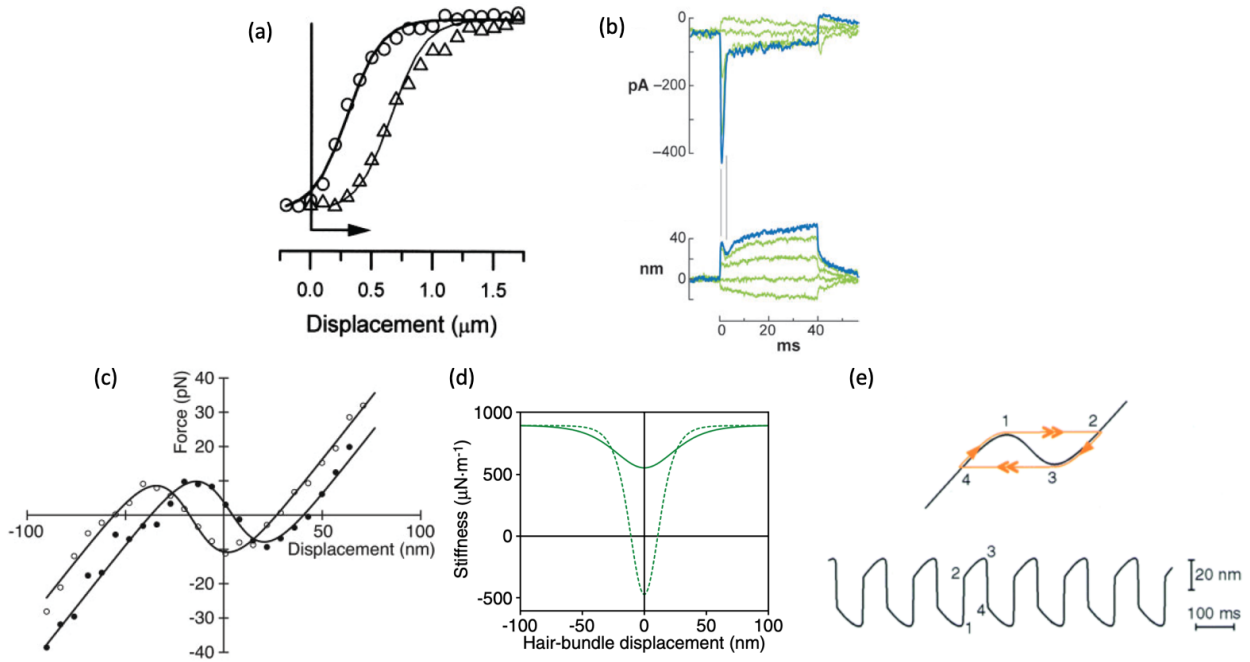 (a)
0.0 0.5 1.0 1.5
Displacement (μm)
(b)
0
pA −200
−400
40
nm
0
0 20 40
ms
(c)
40
30
20
10
Force (pN)
-100 50 100
Displacement (nm)
-10
-20
-30
-40
(d)
1000
500
0
-500
Stiffness (μN·m⁻¹)
-100 -50 0 50 100
Hair-bundle displacement (nm)
(e)
1 2
4 3
3
2
4
1
20 nm
100 ms